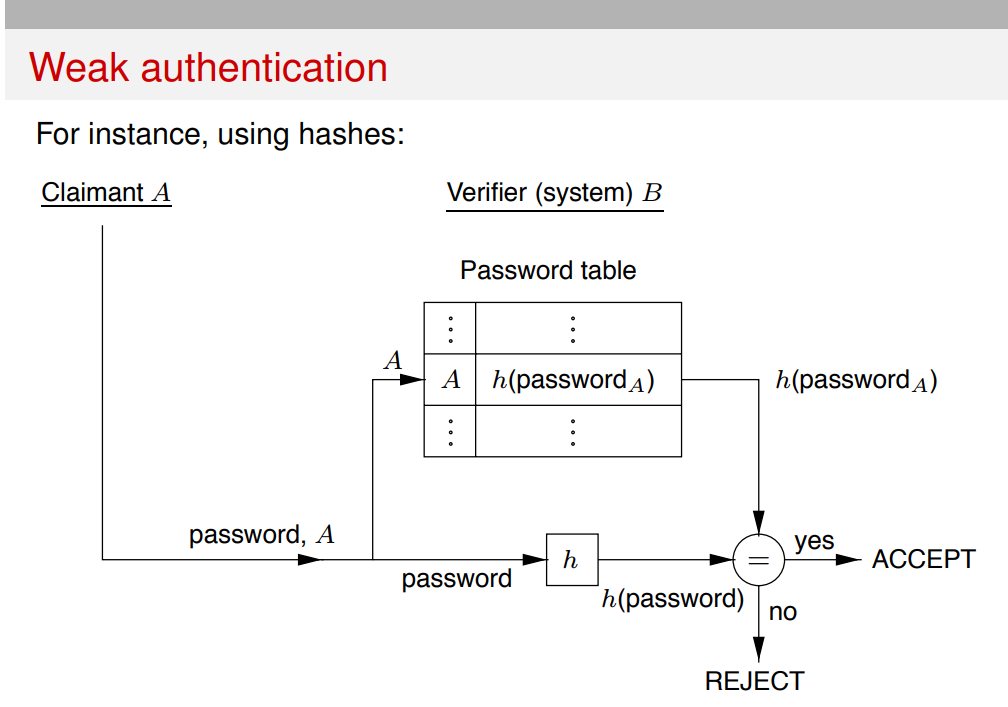 Weak authentication
For instance, using hashes:
Claimant A
Verifier (system) B
Password table
A
A
h(password_A)
h(password_A)
password, A
password
h
h(password)
=
yes
ACCEPT
no
REJECT